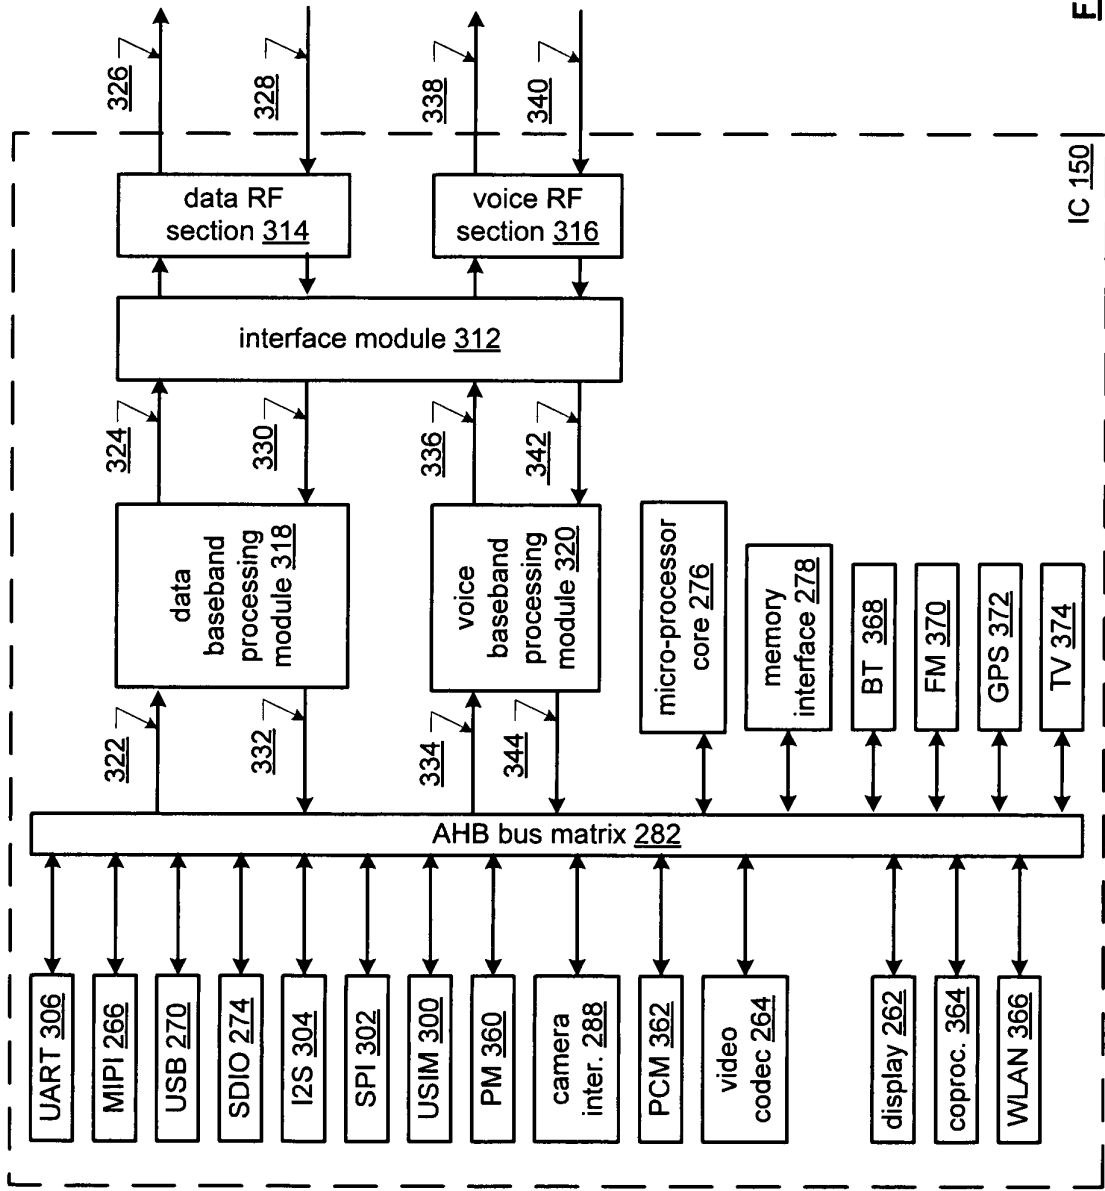 326
328
338
340
F
data RF
section 314
voice RF
section 316
IC 150
interface module 312
324
330
336
342
data
baseband
processing
module 318
voice
baseband
processing
module 320
micro-processor
core 276
memory
interface 278
BT 368
FM 370
GPS 372
TV 374
322
332
334
344
AHB bus matrix 282
UART 306
MIPI 266
USB 270
SDIO 274
I2S 304
SPI 302
USIM 300
PM 360
camera
inter. 288
PCM 362
video
codec 264
display 262
coproc. 364
WLAN 366